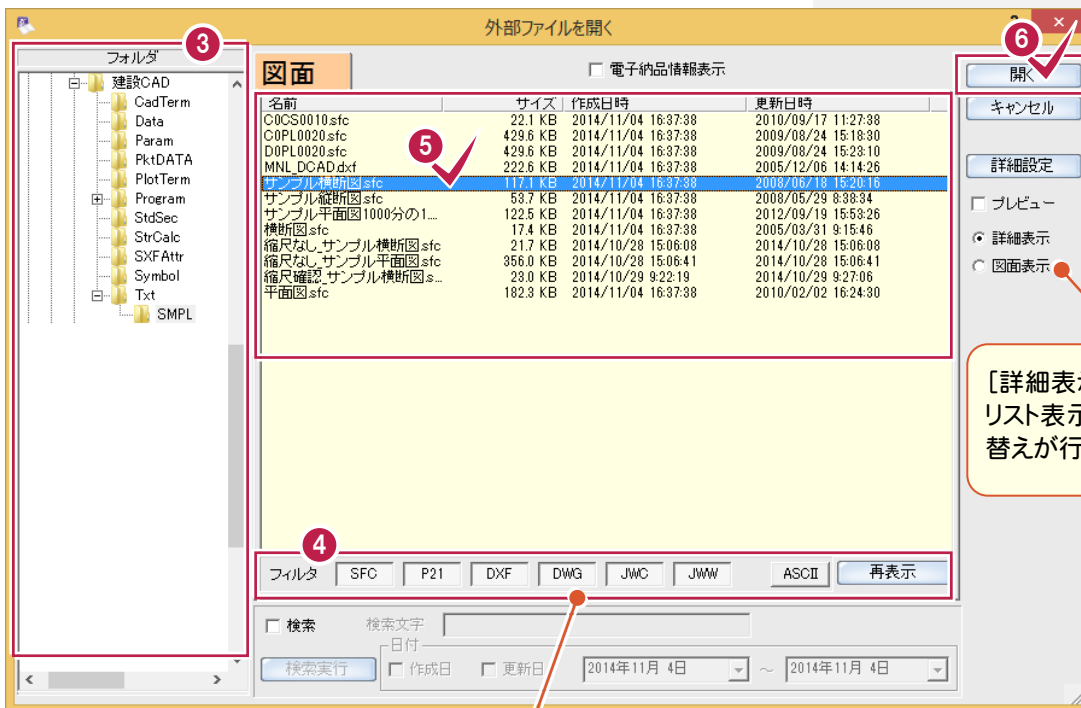 外部ファイルを開く
フォルダ
3
建設CAD
CadTerm
Data
Param
PktDATA
PlotTerm
Program
StdSec
StrCalc
SXFAttr
Symbol
Txt
SMPL
図面
電子納品情報表示
名前 サイズ 作成日時 更新日時
C0CS0010.sfc 22.1 KB 2014/11/04 16:37:38 2010/09/17 11:27:38
C0PL0020.sfc 429.6 KB 2014/11/04 16:37:38 2009/08/24 15:18:30
D0PL0020.sfc 429.6 KB 2014/11/04 16:37:38 2009/08/24 15:23:10
MNL_DCAD.dxf 222.6 KB 2014/11/04 16:37:38 2005/12/06 14:14:26
サンプル横断図.sfc 117.1 KB 2014/11/04 16:37:38 2008/06/18 15:20:16
サンプル縦断図.sfc 53.7 KB 2014/11/04 16:37:38 2008/05/29 8:38:34
サンプル平面図1000分の1... 122.5 KB 2014/11/04 16:37:38 2012/09/19 15:53:26
横断図.sfc 17.4 KB 2014/11/04 16:37:38 2005/03/31 9:15:46
縮尺なし_サンプル横断図.sfc 21.7 KB 2014/10/28 15:06:08 2014/10/28 15:06:08
縮尺なし_サンプル平面図.sfc 356.0 KB 2014/10/28 15:06:41 2014/10/28 15:06:41
縮尺確認_サンプル横断図.s... 23.0 KB 2014/10/29 9:22:19 2014/10/29 9:27:06
平面図.sfc 182.3 KB 2014/11/04 16:37:38 2010/02/02 16:24:30
5
4
フィルタ SFC P21 DXF DWG JWC JWW ASCII 再表示
検索 検索文字
日付
検索実行 作成日 更新日 2014年11月 4日 ～ 2014年11月 4日
6
開く
キャンセル
詳細設定
プレビュー
詳細表示
図面表示
[詳細表
リスト表示
替えが行